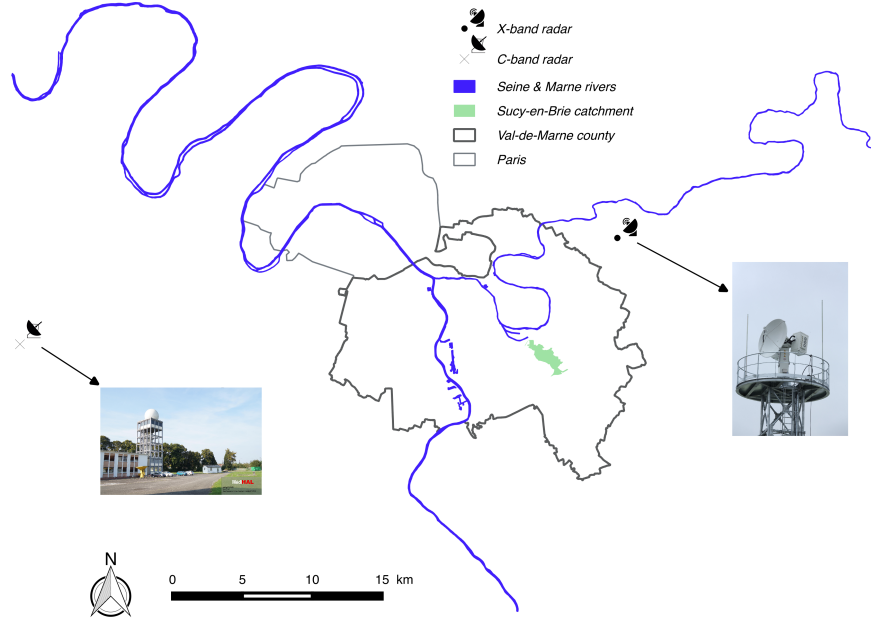 X-band radar
C-band radar
Seine & Marne rivers
Sucy-en-Brie catchment
Val-de-Marne county
Paris
N
0 5 10 15 km